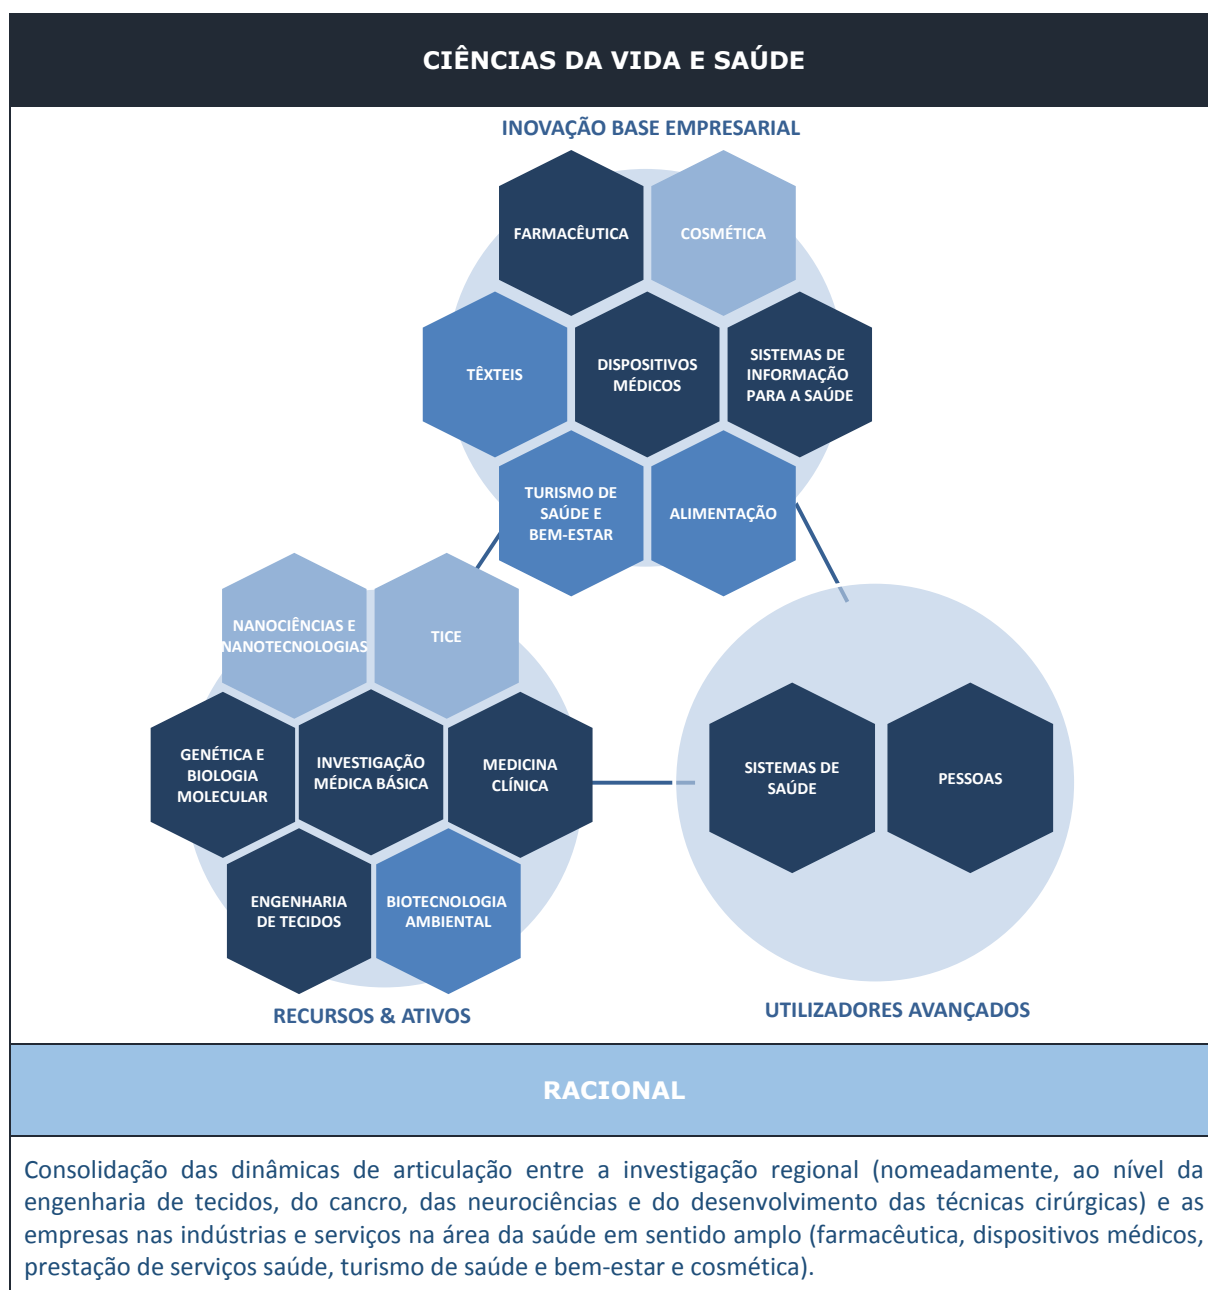 CIÊNCIAS DA VIDA E SAÚDE
INOVAÇÃO BASE EMPRESARIAL
FARMACÊUTICA
COSMÉTICA
TÊXTEIS
DISPOSITIVOS
MÉDICOS
SISTEMAS DE
INFORMAÇÃO
PARA A SAÚDE
TURISMO DE
SAÚDE E
BEM-ESTAR
ALIMENTAÇÃO
NANOCIÊNCIAS E
NANOTECNOLOGIAS
TICE
GENÉTICA E
BIOLOGIA
MOLECULAR
INVESTIGAÇÃO
MÉDICA BÁSICA
MEDICINA
CLÍNICA
ENGENHARIA
DE TECIDOS
BIOTECNOLOGIA
AMBIENTAL
RECURSOS & ATIVOS
SISTEMAS DE
SAÚDE
PESSOAS
UTILIZADORES AVANÇADOS
RACIONAL
Consolidação das dinâmicas de articulação entre a investigação regional (nomeadamente, ao nível da
engenharia de tecidos, do cancro, das neurociências e do desenvolvimento das técnicas cirúrgicas) e as
empresas nas indústrias e serviços na área da saúde em sentido amplo (farmacêutica, dispositivos médicos,
prestação de serviços saúde, turismo de saúde e bem-estar e cosmética).